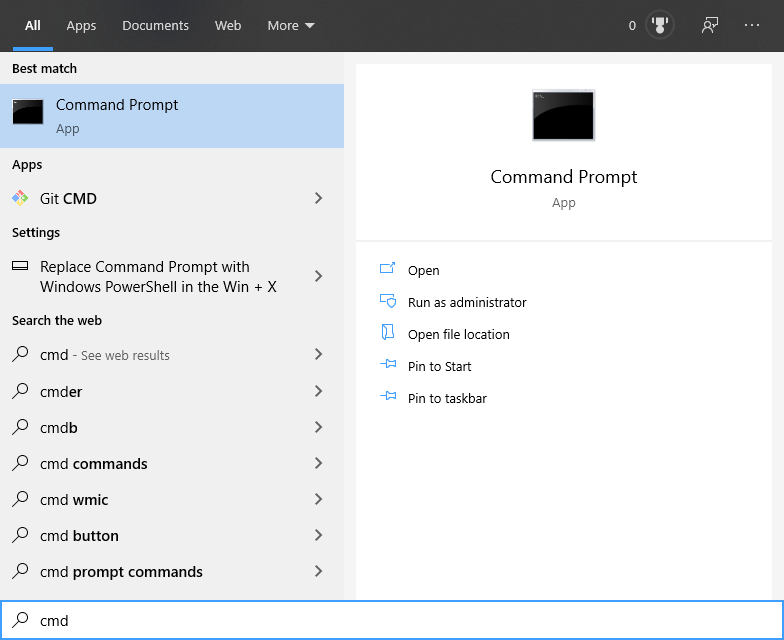 All Apps Documents Web More 0 ...
Best match
Command Prompt
App
Apps
Git CMD
Settings
Replace Command Prompt with
Windows PowerShell in the Win + X
Search the web
cmd - See web results
cmder
cmdb
cmd commands
cmd wmic
cmd button
cmd prompt commands
cmd
Command Prompt
App
Open
Run as administrator
Open file location
Pin to Start
Pin to taskbar